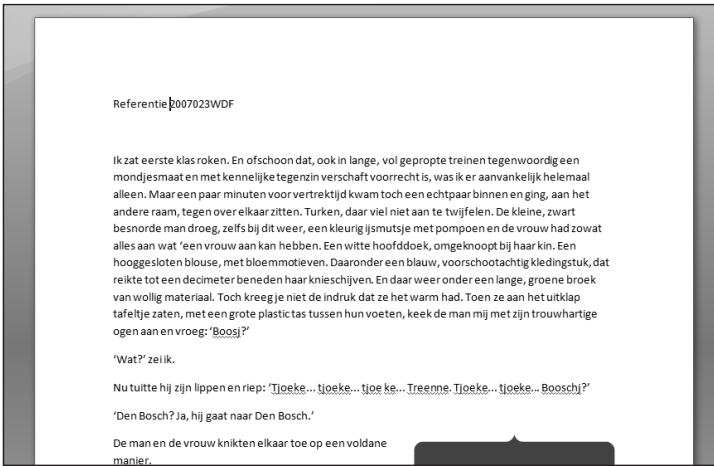 Referentie 2007023WDF
Ik zat eerste klas roken. En ofschoon dat, ook in lange, vol gepropte treinen tegenwoordig een
mondjesmaat en met kennelijke tegenzin verschaft voorrecht is, was ik er aanvankelijk helemaal
alleen. Maar een paar minuten voor vertrektijd kwam toch een echtpaar binnen en ging, aan het
andere raam, tegen over elkaar zitten. Turken, daar viel niet aan te twijfelen. De kleine, zwart
besnorde man droeg, zelfs bij dit weer, een kleurig ijsmutsje met pompoen en de vrouw had zowat
alles aan wat ‘een vrouw aan kan hebben. Een witte hoofddoek, omgeknoopt bij haar kin. Een
hooggesloten blouse, met bloemmotieven. Daaronder een blauw, voorschootachtig kledingstuk, dat
reikte tot een decimeter beneden haar knieschijven. En daar weer onder een lange, groene broek
van wollig materiaal. Toch kreeg je niet de indruk dat ze het warm had. Toen ze aan het uitklap
tafeltje zaten, met een grote plastic tas tussen hun voeten, keek de man mij met zijn trouwhartige
ogen aan en vroeg: ‘Boosj?’
‘Wat?’ zei ik.
Nu tuitte hij zijn lippen en riep: ‘Tjoeke... tjoeke... tjoe ke... Treenne. Tjoeke... tjoeke... Booschj?’
‘Den Bosch? Ja, hij gaat naar Den Bosch.’
De man en de vrouw knikten elkaar toe op een voldane
manier.